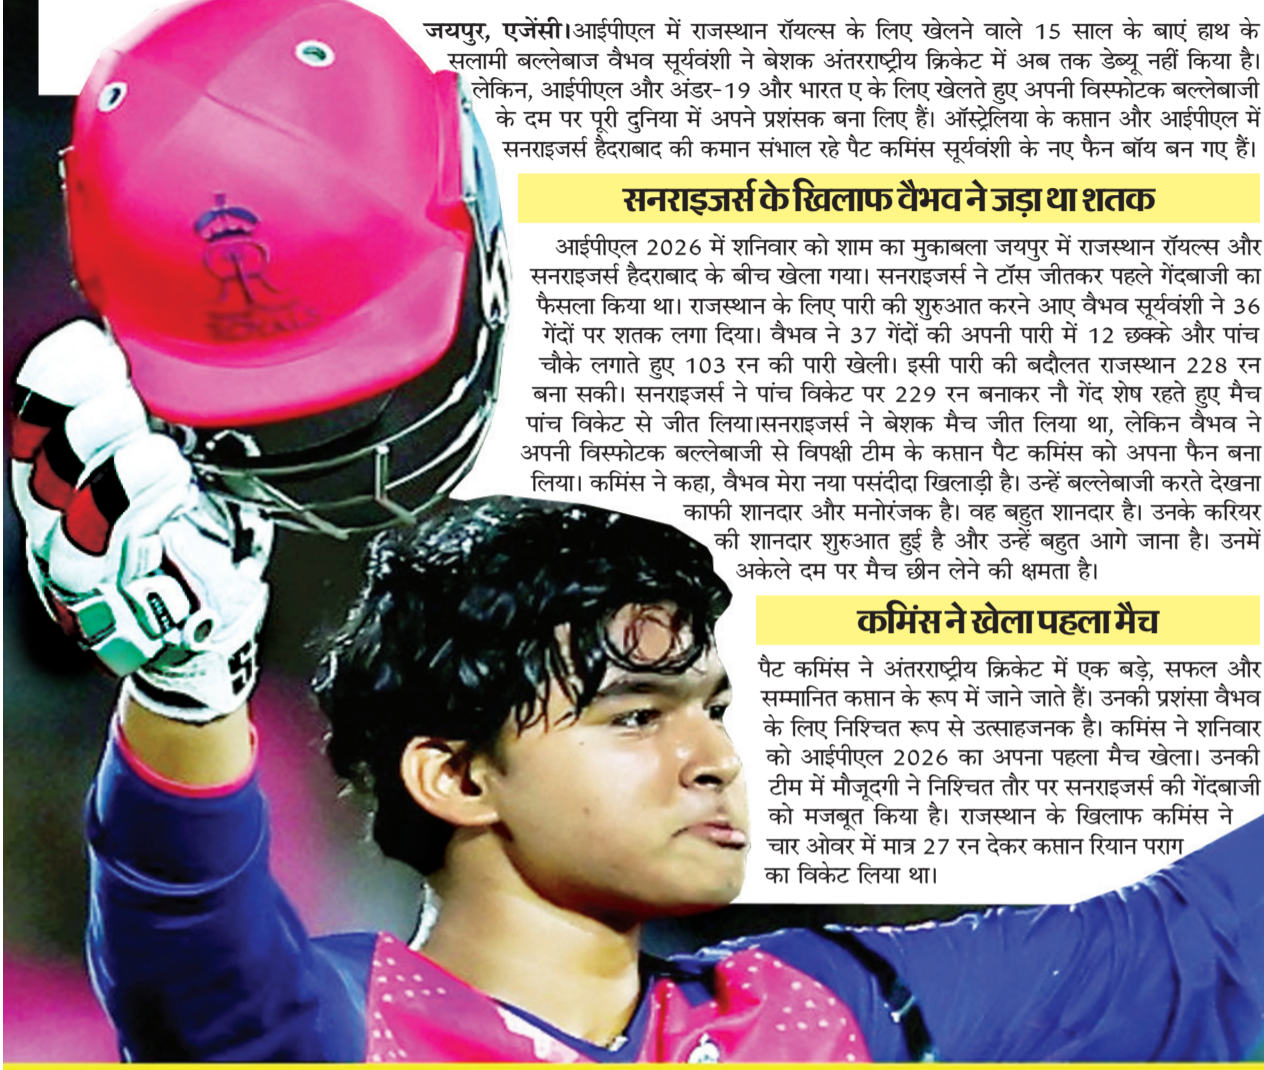 जयपुर, एजेंसी।आईपीएल में राजस्थान रॉयल्स के लिए खेलने वाले 15 साल के बाएं हाथ के
सलामी बल्लेबाज वैभव सूर्यवंशी ने बेशक अंतरराष्ट्रीय क्रिकेट में अब तक डेब्यू नहीं किया है।
लेकिन, आईपीएल और अंडर-19 और भारत ए के लिए खेलते हुए अपनी विस्फोटक बल्लेबाजी
के दम पर पूरी दुनिया में अपने प्रशंसक बना लिए हैं। ऑस्ट्रेलिया के कप्तान और आईपीएल में
सनराइजर्स हैदराबाद की कमान संभाल रहे पैट कमिंस सूर्यवंशी के नए फैन बॉय बन गए हैं।
सनराइजर्स के खिलाफ वैभव ने जड़ा था शतक
आईपीएल 2026 में शनिवार को शाम का मुकाबला जयपुर में राजस्थान रॉयल्स और
सनराइजर्स हैदराबाद के बीच खेला गया। सनराइजर्स ने टॉस जीतकर पहले गेंदबाजी का
फैसला किया था। राजस्थान के लिए पारी की शुरुआत करने आए वैभव सूर्यवंशी ने 36
गेंदों पर शतक लगा दिया। वैभव ने 37 गेंदों की अपनी पारी में 12 छक्के और पांच
चौके लगाते हुए 103 रन की पारी खेली। इसी पारी की बदौलत राजस्थान 228 रन
बना सकी। सनराइजर्स ने पांच विकेट पर 229 रन बनाकर नौ गेंद शेष रहते हुए मैच
पांच विकेट से जीत लिया।सनराइजर्स ने बेशक मैच जीत लिया था, लेकिन वैभव ने
अपनी विस्फोटक बल्लेबाजी से विपक्षी टीम के कप्तान पैट कमिंस को अपना फैन बना
लिया। कमिंस ने कहा, वैभव मेरा नया पसंदीदा खिलाड़ी है। उन्हें बल्लेबाजी करते देखना
काफी शानदार और मनोरंजक है। वह बहुत शानदार है। उनके करियर
की शानदार शुरुआत हुई है और उन्हें बहुत आगे जाना है। उनमें
अकेले दम पर मैच छीन लेने की क्षमता है।
कमिंस ने खेला पहला मैच
पैट कमिंस ने अंतरराष्ट्रीय क्रिकेट में एक बड़े, सफल और
सम्मानित कप्तान के रूप में जाने जाते हैं। उनकी प्रशंसा वैभव
के लिए निश्चित रूप से उत्साहजनक है। कमिंस ने शनिवार
को आईपीएल 2026 का अपना पहला मैच खेला। उनकी
टीम में मौजूदगी ने निश्चित तौर पर सनराइजर्स की गेंदबाजी
को मजबूत किया है। राजस्थान के खिलाफ कमिंस ने
चार ओवर में मात्र 27 रन देकर कप्तान रियान पराग
का विकेट लिया था।